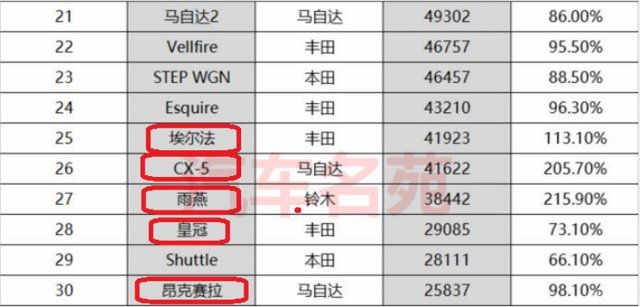 21 马自达2 马自达 49302 86.00%
22 Vellfire 丰田 46757 95.50%
23 STEP WGN 本田 46457 88.50%
24 Esquire 丰田 43210 96.30%
25 埃尔法 丰田 41923 113.10%
26 CX-5 马自达 41622 205.70%
27 雨燕 铃木 38442 215.90%
28 皇冠 丰田 29085 73.10%
29 Shuttle 本田 28111 66.10%
30 昂克赛拉 马自达 25837 98.10%
汽车名苑